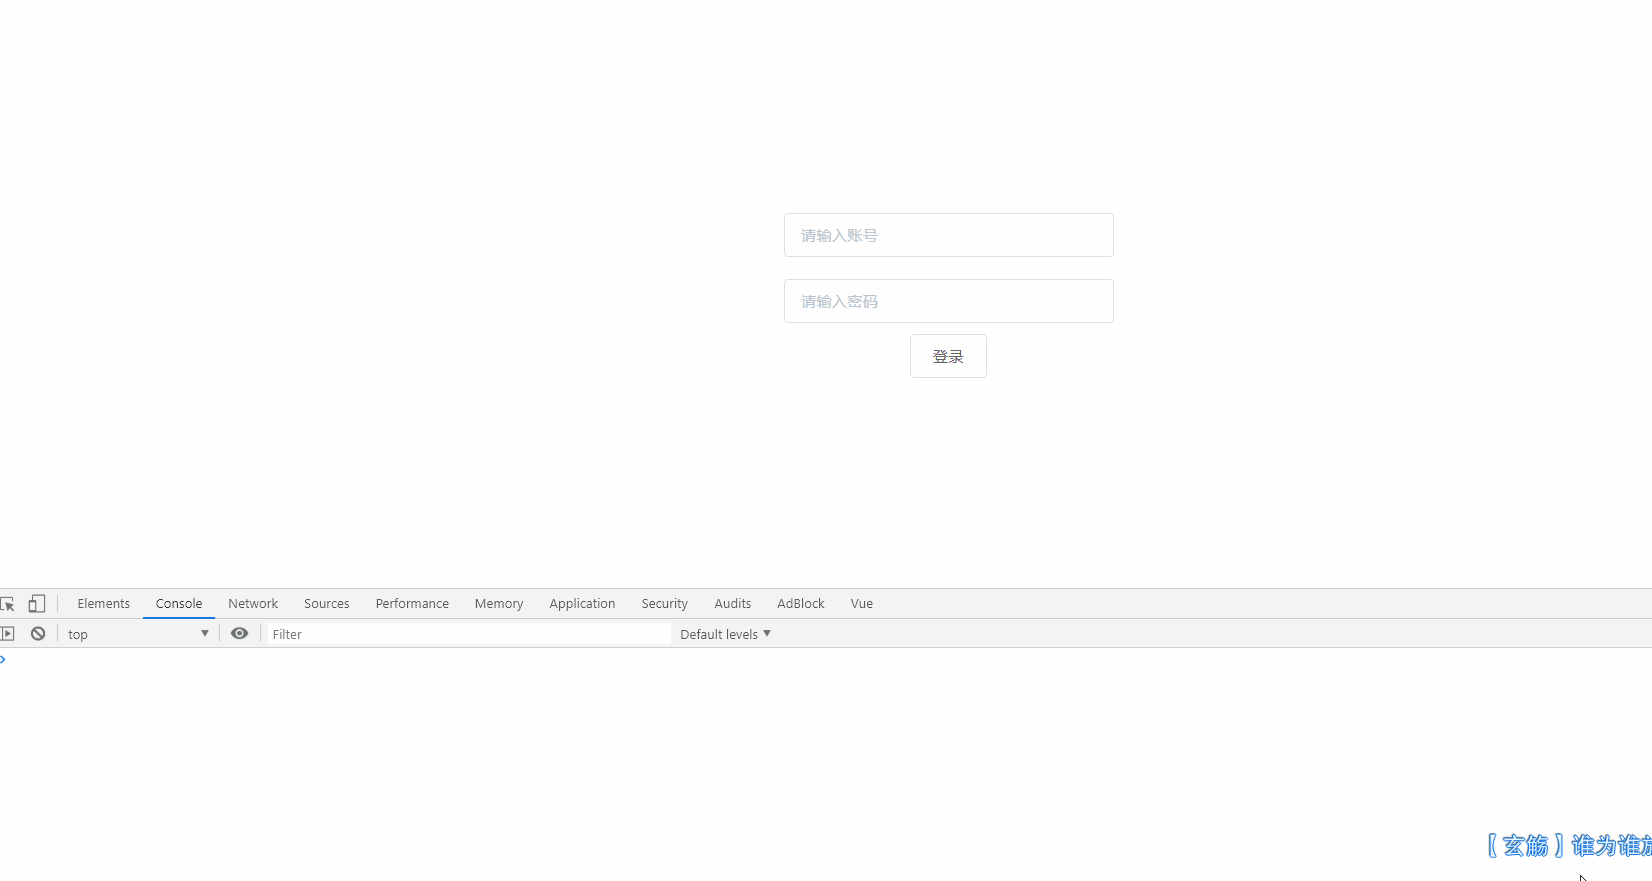 请输入账号
请输入密码
登录
Elements Console Network Sources Performance Memory Application Security Audits AdBlock Vue
top ▼ Filter Default levels ▼
【玄觞】谁为谁